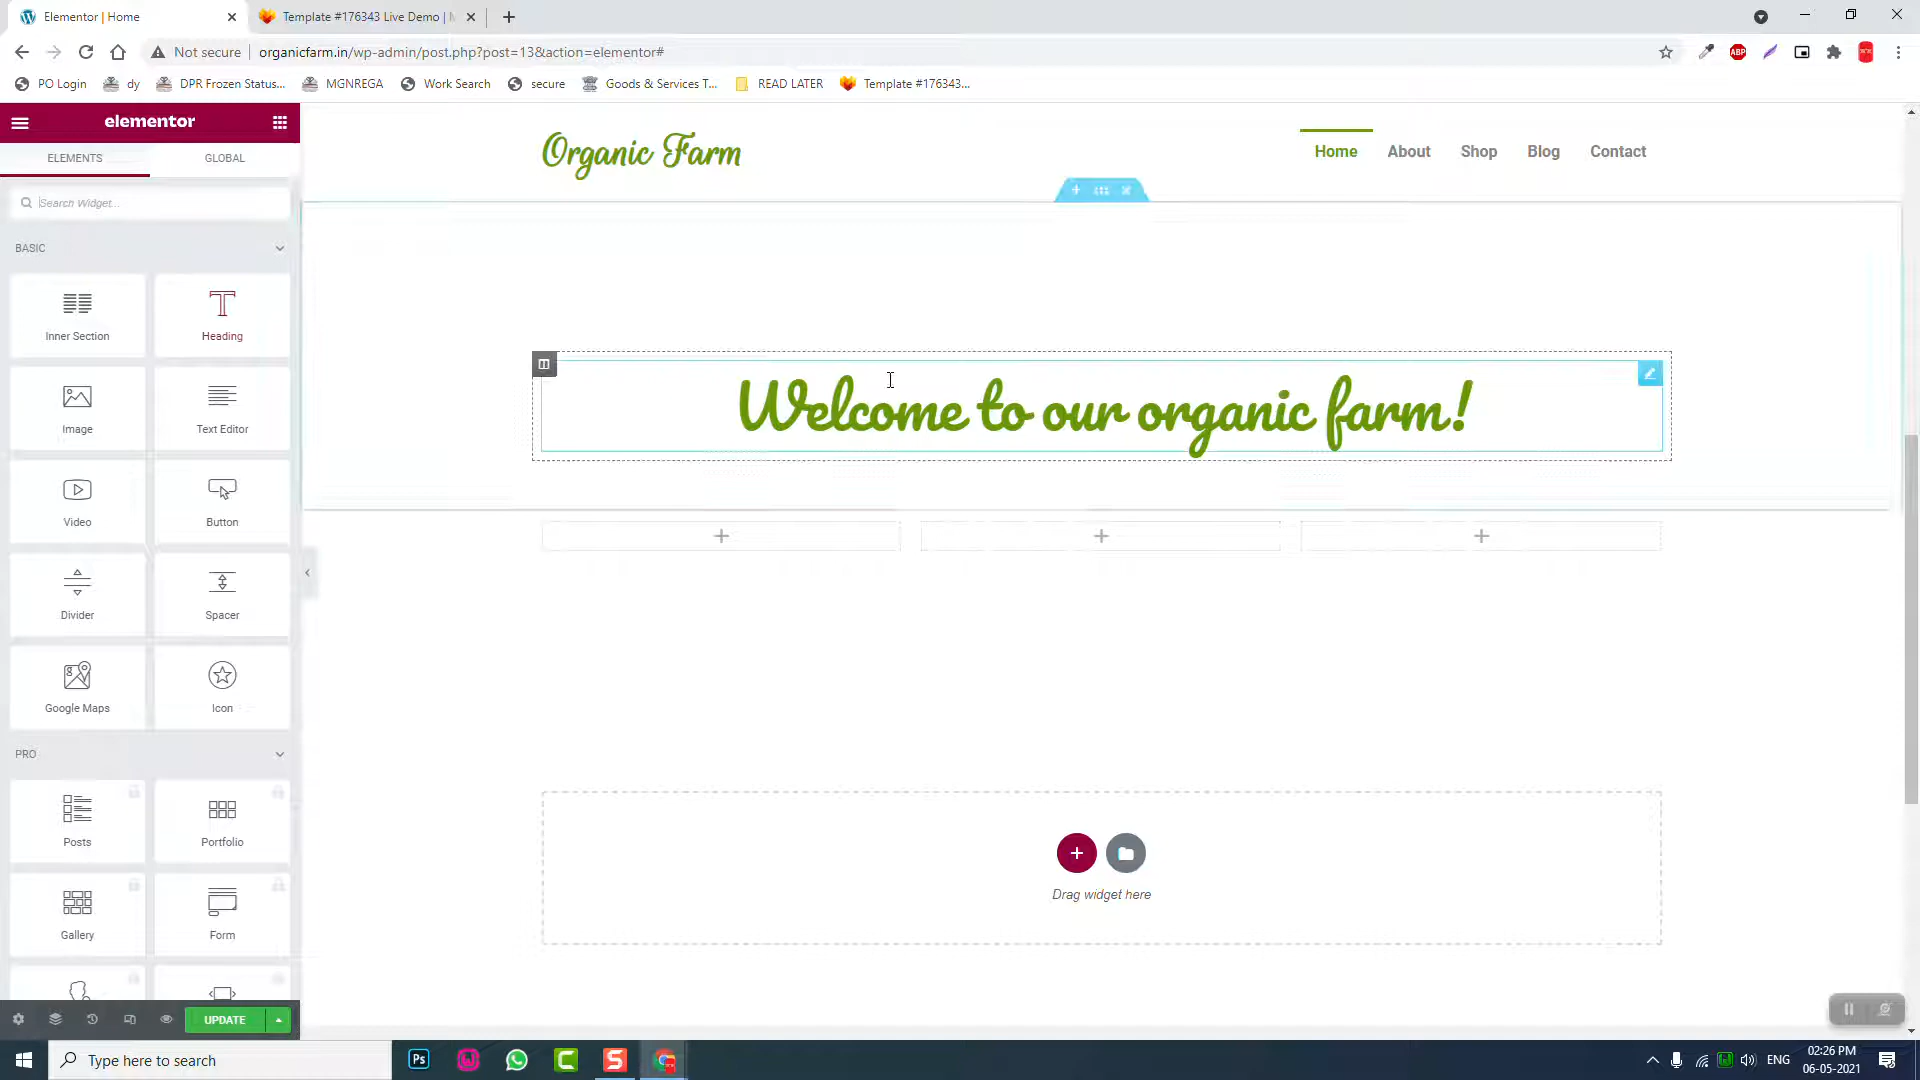 Elementor | Home
Template #176343 Live Demo |
Not secure
organicfarm.in/wp-admin/post.php?post=13&action=elementor#
PO Login
dy
DPR Frozen Status...
MGNREGA
Work Search
secure
Goods & Services T...
READ LATER
Template #176343...
elementor
ELEMENTS
GLOBAL
Search Widget...
BASIC
Inner Section
Heading
Image
Text Editor
Video
Button
Divider
Spacer
Google Maps
Icon
PRO
Posts
Portfolio
Gallery
Form
UPDATE
Organic Farm
Home
About
Shop
Blog
Contact
Welcome to our organic farm!
Drag widget here
Type here to search
Ps
ENG
02:26 PM
06-05-2021